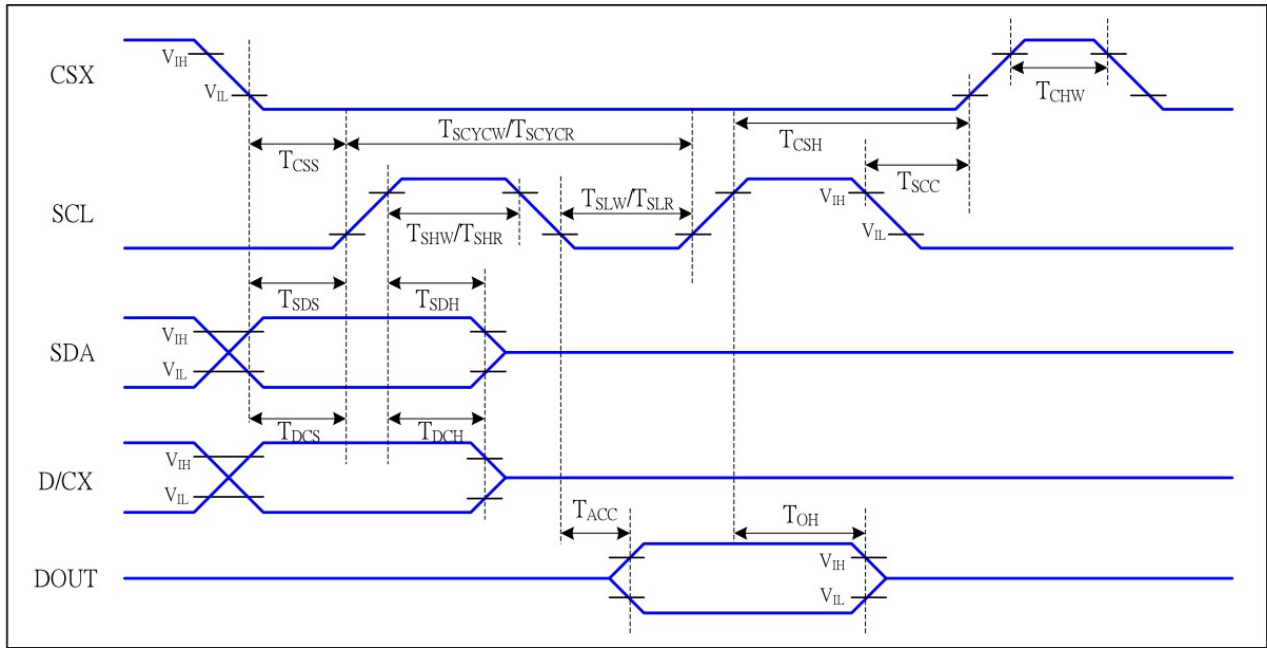 CSX
VIH
VIL
TCHW
TCSS
TSCYCW/TSCYCR
TCSH
TSCC
SCL
TSHW/TSHR
TSLW/TSLR
VIH
VIL
TSDS
TSDH
SDA
VIH
VIL
TDCS
TDCH
D/CX
VIH
VIL
TACC
TOH
DOUT
VIH
VIL